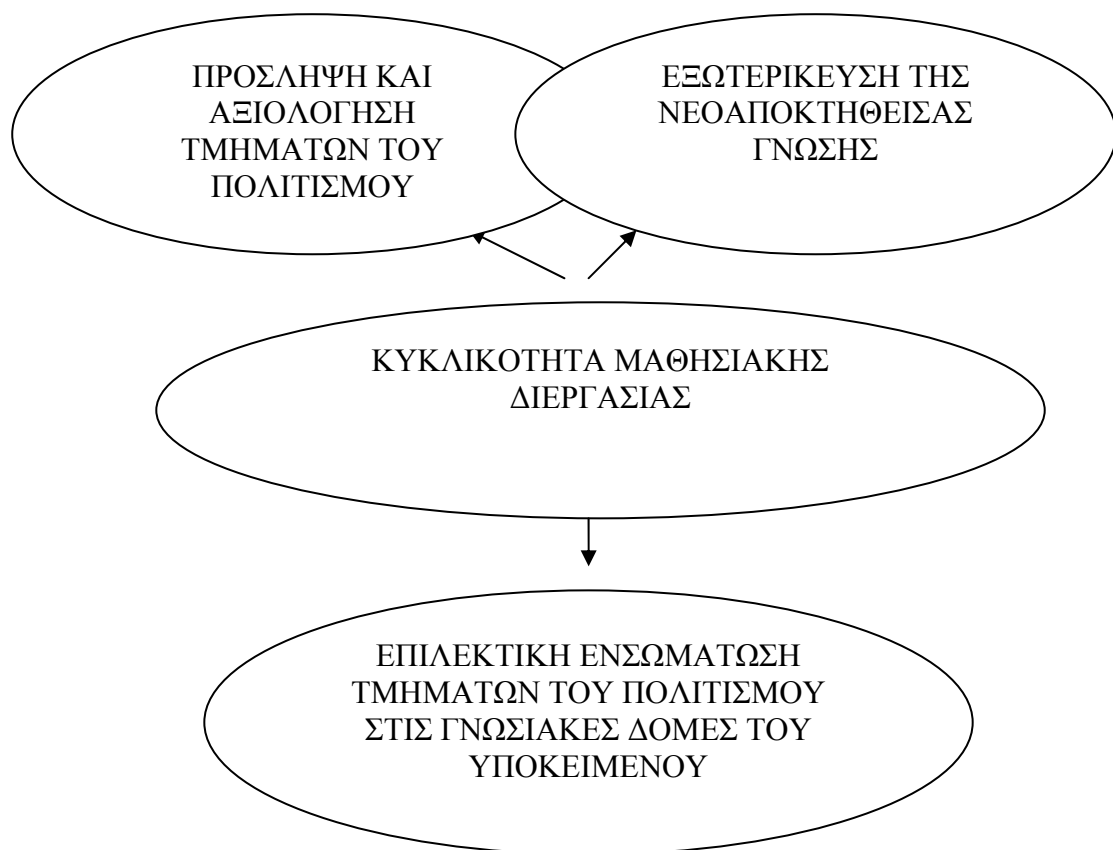 ΠΡΟΣΛΗΨΗ ΚΑΙ
ΑΞΙΟΛΟΓΗΣΗ
ΤΜΗΜΑΤΩΝ ΤΟΥ
ΠΟΛΙΤΙΣΜΟΥ
ΕΞΩΤΕΡΙΚΕΥΣΗ ΤΗΣ
ΝΕΟΑΠΟΚΤΗΘΕΙΣΑΣ
ΓΝΩΣΗΣ
ΚΥΚΛΙΚΟΤΗΤΑ ΜΑΘΗΣΙΑΚΗΣ
ΔΙΕΡΓΑΣΙΑΣ
ΕΠΙΛΕΚΤΙΚΗ ΕΝΣΩΜΑΤΩΣΗ
ΤΜΗΜΑΤΩΝ ΤΟΥ ΠΟΛΙΤΙΣΜΟΥ
ΣΤΙΣ ΓΝΩΣΙΑΚΕΣ ΔΟΜΕΣ ΤΟΥ
ΥΠΟΚΕΙΜΕΝΟΥ